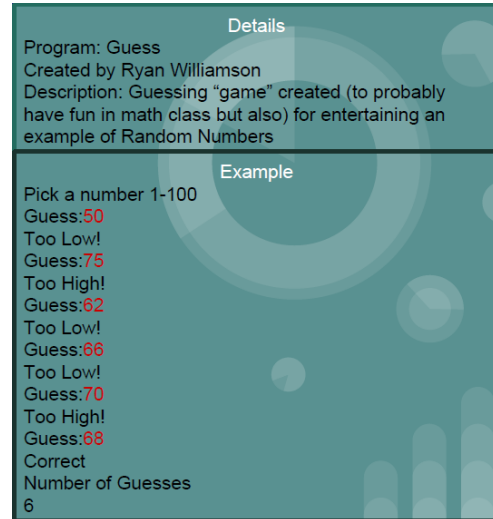 Details
Program: Guess
Created by Ryan Williamson
Description: Guessing “game” created (to probably
have fun in math class but also) for entertaining an
example of Random Numbers
Example
Pick a number 1-100
Guess:50
Too Low!
Guess:75
Too High!
Guess:62
Too Low!
Guess:66
Too Low!
Guess:70
Too High!
Guess:68
Correct
Number of Guesses
6